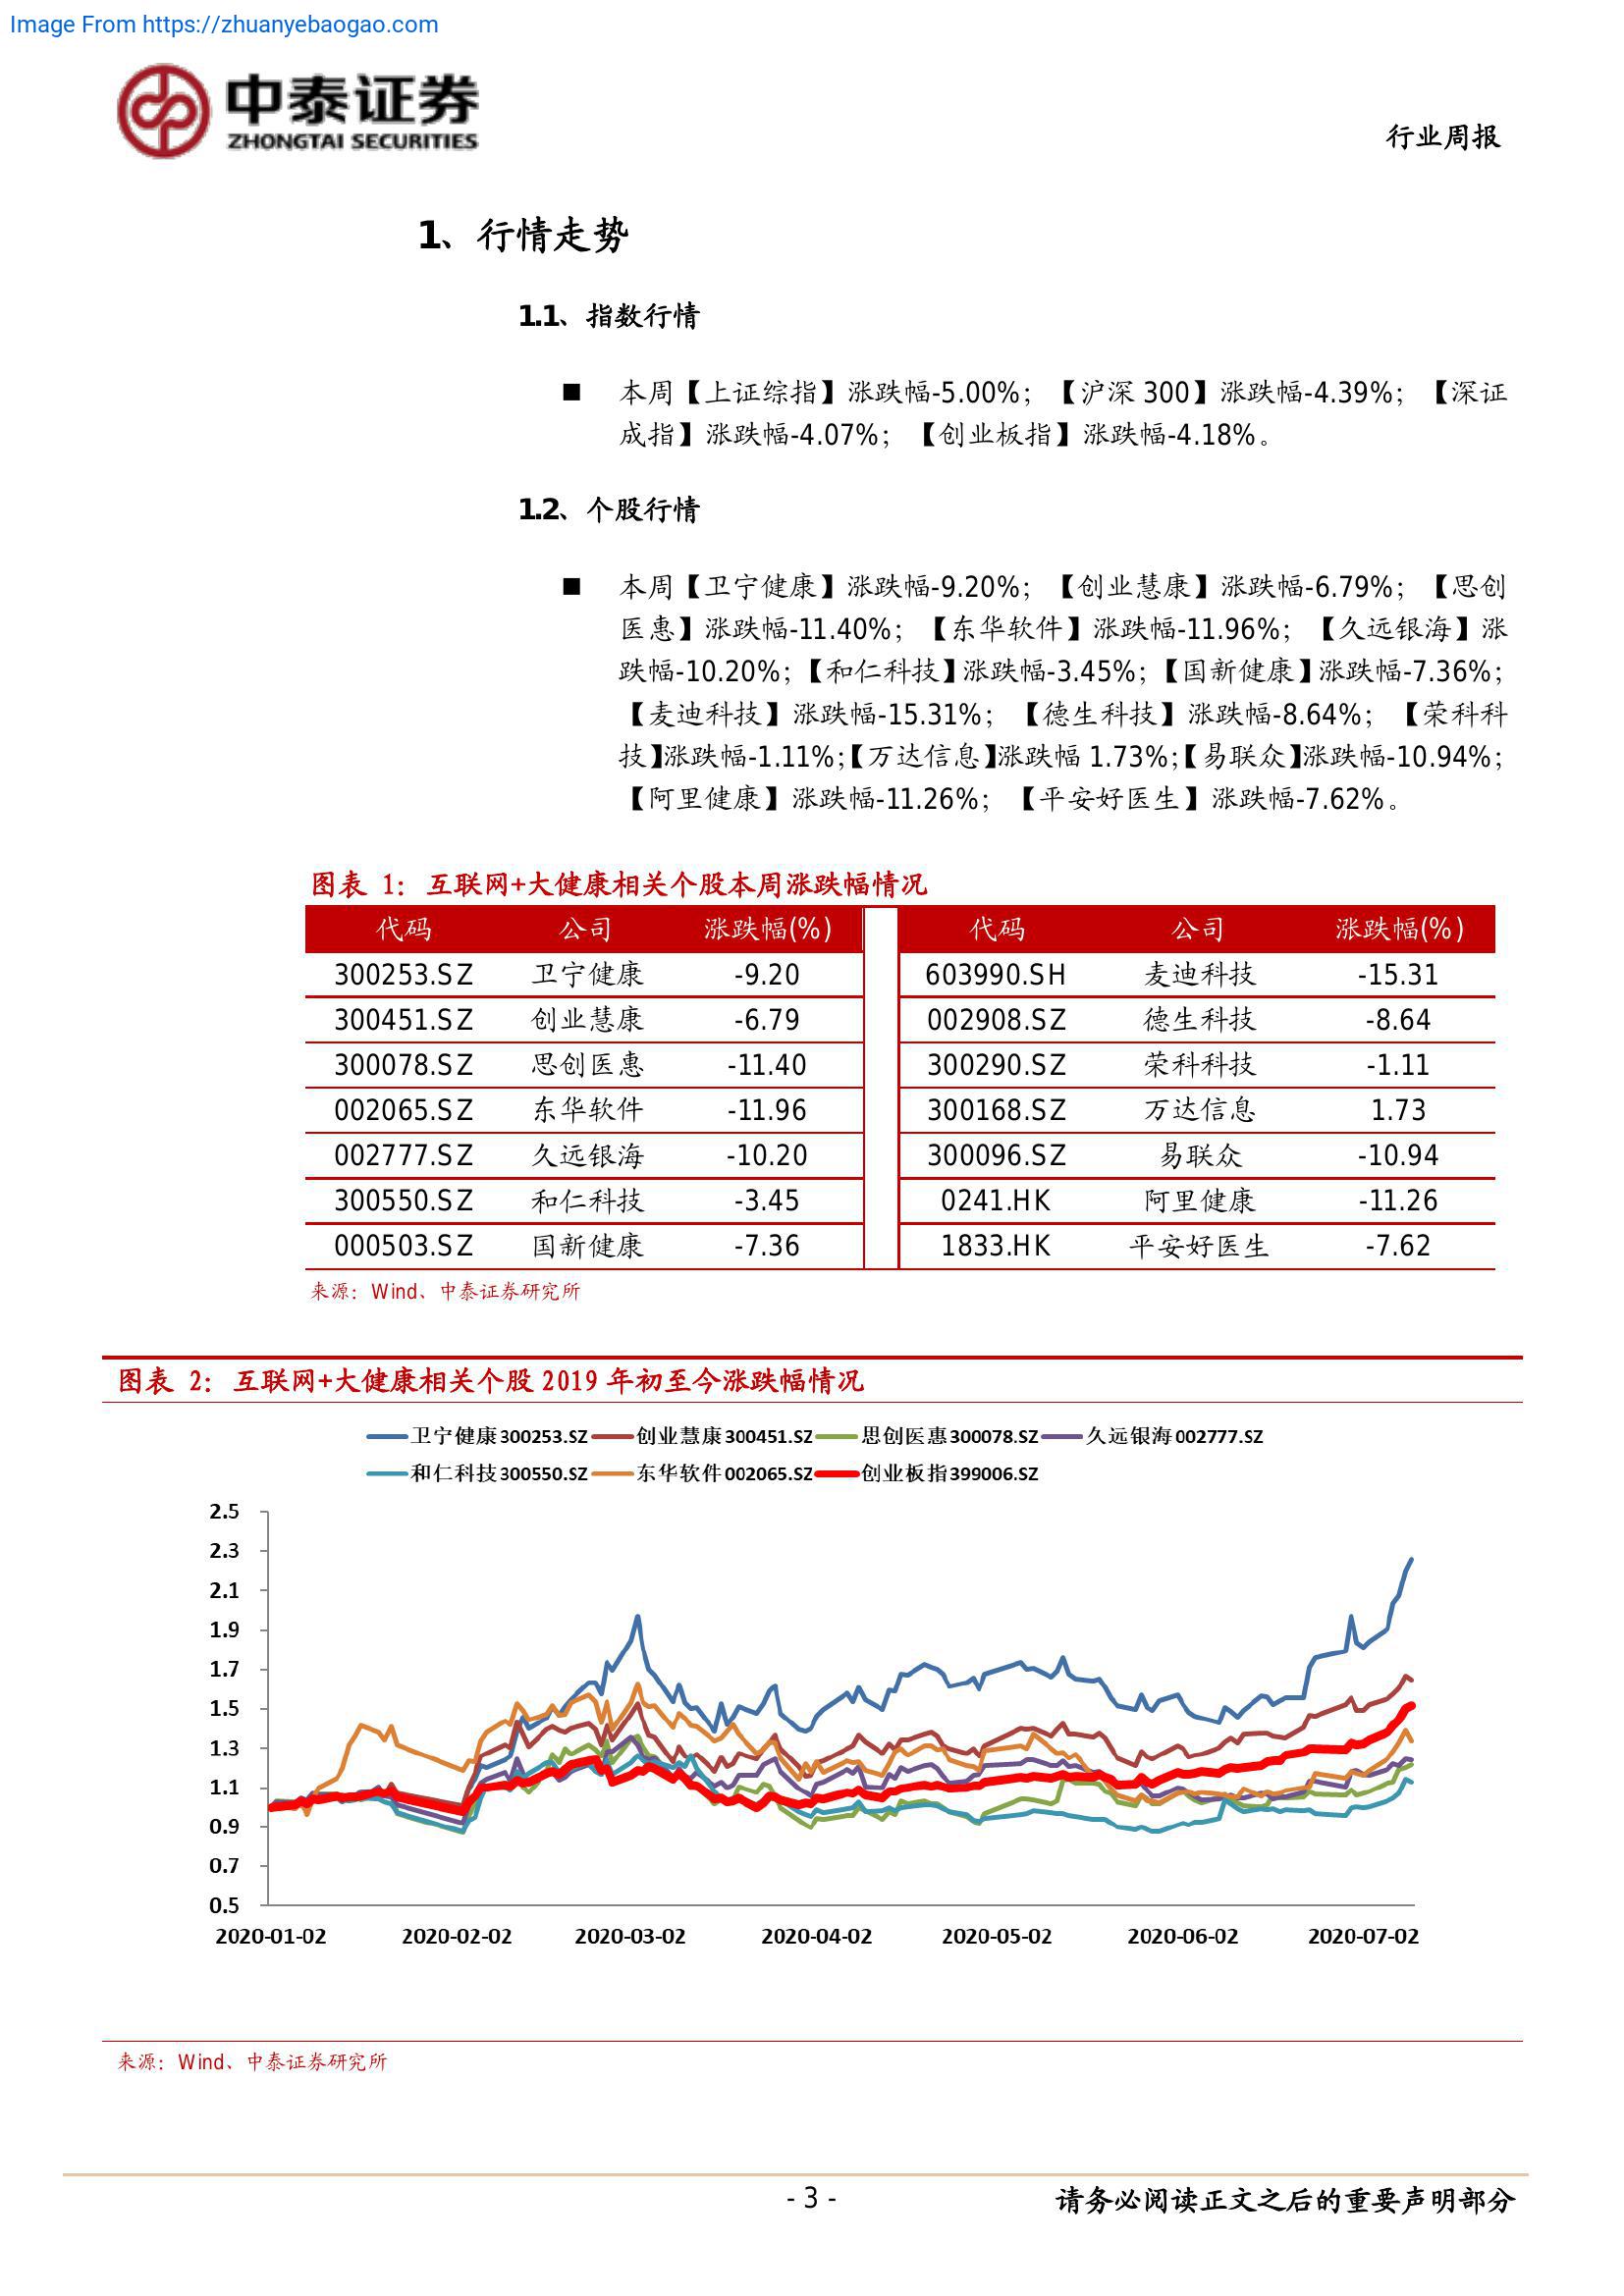 Image From https://zhuanyebaogao.com
中泰证券
ZHONGTAI SECURITIES
行业周报
1、行情走势
1.1、指数行情
■ 本周【上证综指】涨跌幅-5.00%；【沪深 300】涨跌幅-4.39%；【深证
成指】涨跌幅-4.07%；【创业板指】涨跌幅-4.18%。
1.2、个股行情
■ 本周【卫宁健康】涨跌幅-9.20%；【创业慧康】涨跌幅-6.79%；【思创
医惠】涨跌幅-11.40%；【东华软件】涨跌幅-11.96%；【久远银海】涨
跌幅-10.20%；【和仁科技】涨跌幅-3.45%；【国新健康】涨跌幅-7.36%；
【麦迪科技】涨跌幅-15.31%；【德生科技】涨跌幅-8.64%；【荣科科
技】涨跌幅-1.11%；【万达信息】涨跌幅 1.73%；【易联众】涨跌幅-10.94%；
【阿里健康】涨跌幅-11.26%；【平安好医生】涨跌幅-7.62%。
图表 1：互联网+大健康相关个股本周涨跌幅情况
代码 公司 涨跌幅(%) 代码 公司 涨跌幅(%)
300253.SZ 卫宁健康 -9.20 603990.SH 麦迪科技 -15.31
300451.SZ 创业慧康 -6.79 002908.SZ 德生科技 -8.64
300078.SZ 思创医惠 -11.40 300290.SZ 荣科科技 -1.11
002065.SZ 东华软件 -11.96 300168.SZ 万达信息 1.73
002777.SZ 久远银海 -10.20 300096.SZ 易联众 -10.94
300550.SZ 和仁科技 -3.45 0241.HK 阿里健康 -11.26
000503.SZ 国新健康 -7.36 1833.HK 平安好医生 -7.62
来源：Wind、中泰证券研究所
图表 2：互联网+大健康相关个股 2019 年初至今涨跌幅情况
卫宁健康300253.SZ 创业慧康300451.SZ 思创医惠300078.SZ 久远银海002777.SZ
和仁科技300550.SZ 东华软件002065.SZ 创业板指399006.SZ
2.5
2.3
2.1
1.9
1.7
1.5
1.3
1.1
0.9
0.7
0.5
2020-01-02 2020-02-02 2020-03-02 2020-04-02 2020-05-02 2020-06-02 2020-07-02
来源：Wind、中泰证券研究所
- 3 - 请务必阅读正文之后的重要声明部分